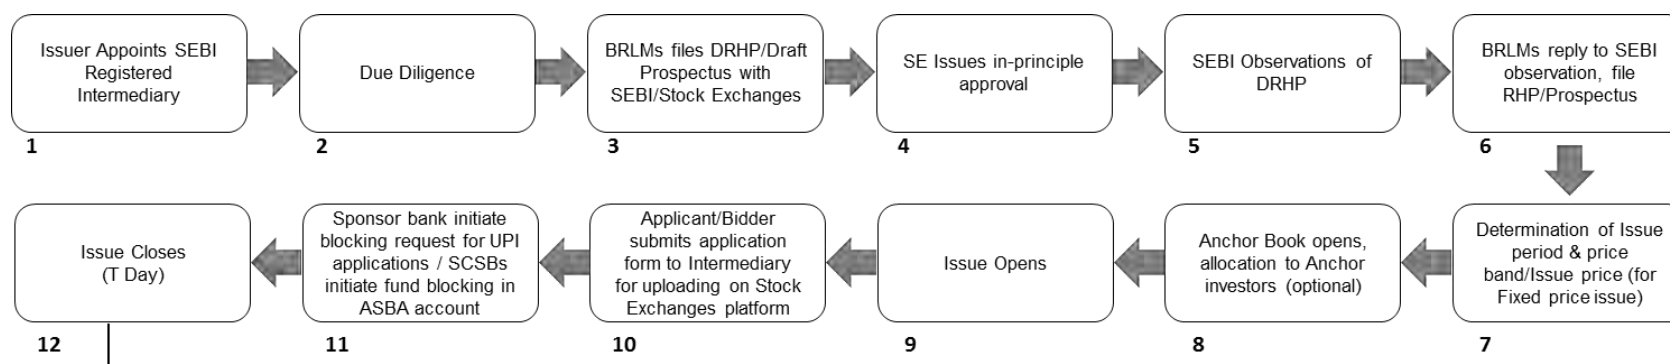 Issuer Appoints SEBI
Registered
Intermediary
1
Due Diligence
2
BRLMs files DRHP/Draft
Prospectus with
SEBI/Stock Exchanges
3
SE Issues in-principle
approval
4
SEBI Observations of
DRHP
5
BRLMs reply to SEBI
observation, file
RHP/Prospectus
6
Determination of Issue
period & price
band/Issue price (for
Fixed price issue)
7
Anchor Book opens,
allocation to Anchor
investors (optional)
8
Issue Opens
9
Applicant/Bidder
submits application
form to Intermediary
for uploading on Stock
Exchanges platform
10
Sponsor bank initiate
blocking request for UPI
applications / SCSBs
initiate fund blocking in
ASBA account
11
Issue Closes
(T Day)
12